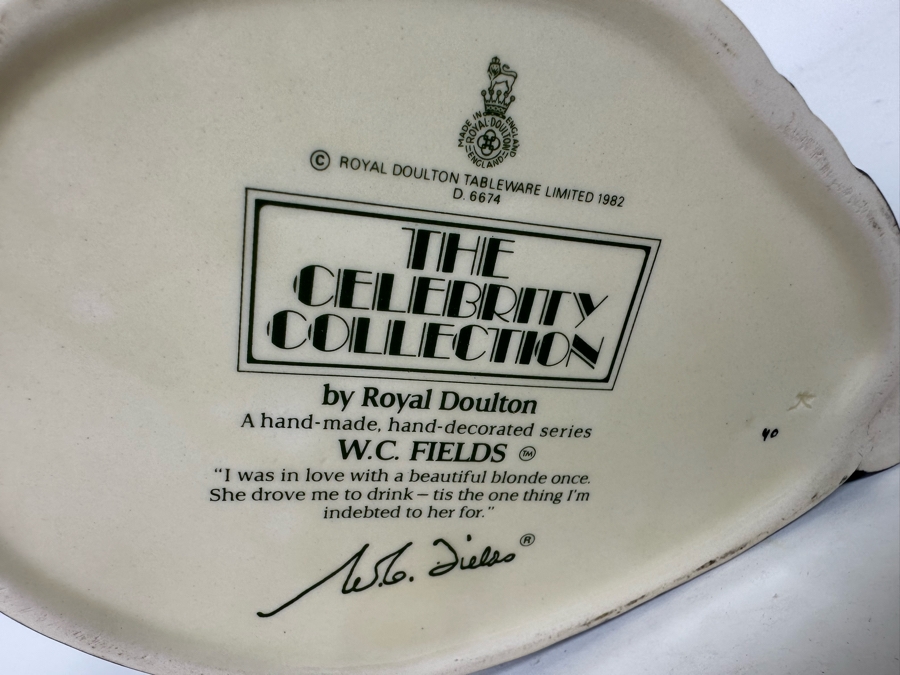 MADE IN ENGLAND
ROYAL DOULTON
ENGLAND
© ROYAL DOULTON TABLEWARE LIMITED 1982
D. 6674
THE
CELEBRITY
COLLECTION
by Royal Doulton
A hand-made, hand-decorated series
W.C. FIELDS ™
"I was in love with a beautiful blonde once.
She drove me to drink – tis the one thing I'm
indebted to her for."
W.C. Fields ®